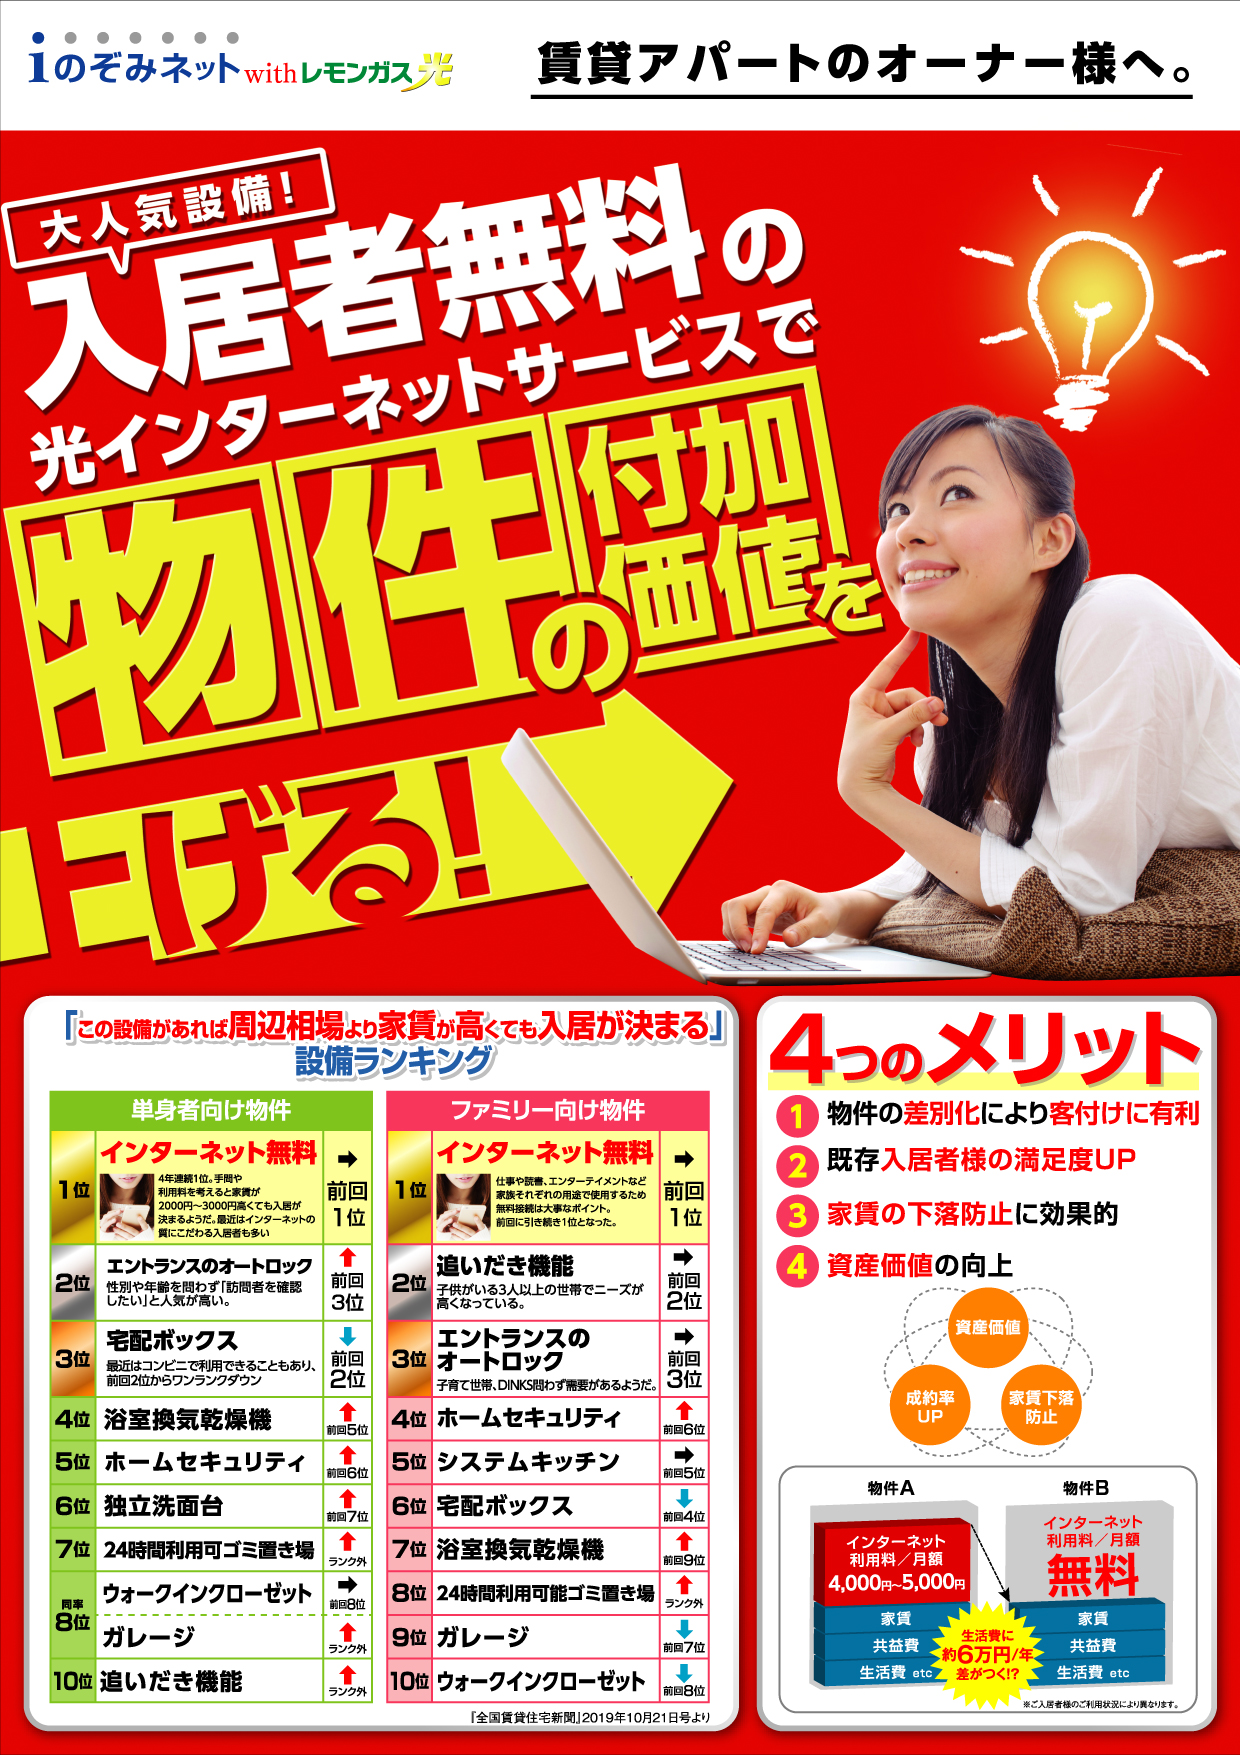 iのぞみネット with レモンガス光
賃貸アパートのオーナー様へ。
大人気設備！
入居者無料の
光インターネットサービスで
物件の付加価値を
上げる！
「この設備があれば周辺相場より家賃が高くても入居が決まる」
設備ランキング
単身者向け物件
1位
インターネット無料
4年連続1位。手間や
利用料を考えると家賃が
2000円～3000円高くても入居が
決まるようだ。最近はインターネットの
質にこだわる入居者も多い
➡
前回
1位
2位
エントランスのオートロック
性別や年齢を問わず「訪問者を確認
したい」と人気が高い。
⬆
前回
3位
3位
宅配ボックス
最近はコンビニで利用できることもあり、
前回2位からワンランクダウン
⬇
前回
2位
4位 浴室換気乾燥機 ⬆ 前回5位
5位 ホームセキュリティ ⬆ 前回6位
6位 独立洗面台 ⬆ 前回7位
7位 24時間利用可ゴミ置き場 ⬆ ランク外
同率
8位
ウォークインクローゼット ➡ 前回8位
ガレージ ⬆ ランク外
10位 追いだき機能 ⬆ ランク外
ファミリー向け物件
1位
インターネット無料
仕事や読書、エンターテイメントなど
家族それぞれの用途で使用するため
無料接続は大事なポイント。
前回に引き続き1位となった。
➡
前回
1位
2位
追いだき機能
子供がいる3人以上の世帯でニーズが
高くなっている。
➡
前回
2位
3位
エントランスの
オートロック
子育て世帯、DINKS問わず需要があるようだ。
➡
前回
3位
4位 ホームセキュリティ ⬆ 前回6位
5位 システムキッチン ➡ 前回5位
6位 宅配ボックス ⬇ 前回4位
7位 浴室換気乾燥機 ⬆ 前回9位
8位 24時間利用可能ゴミ置き場 ⬆ ランク外
9位 ガレージ ⬇ 前回7位
10位 ウォークインクローゼット ⬇ 前回8位
『全国賃貸住宅新聞』2019年10月21日号より
4つのメリット
1 物件の差別化により客付けに有利
2 既存入居者様の満足度UP
3 家賃の下落防止に効果的
4 資産価値の向上
資産価値
成約率
UP
家賃下落
防止
物件A
インターネット
利用料／月額
4,000円～5,000円
家賃
共益費
生活費 etc
物件B
インターネット
利用料／月額
無料
家賃
共益費
生活費 etc
生活費に
約6万円/年
差がつく!?
※ご入居者様のご利用状況により異なります。